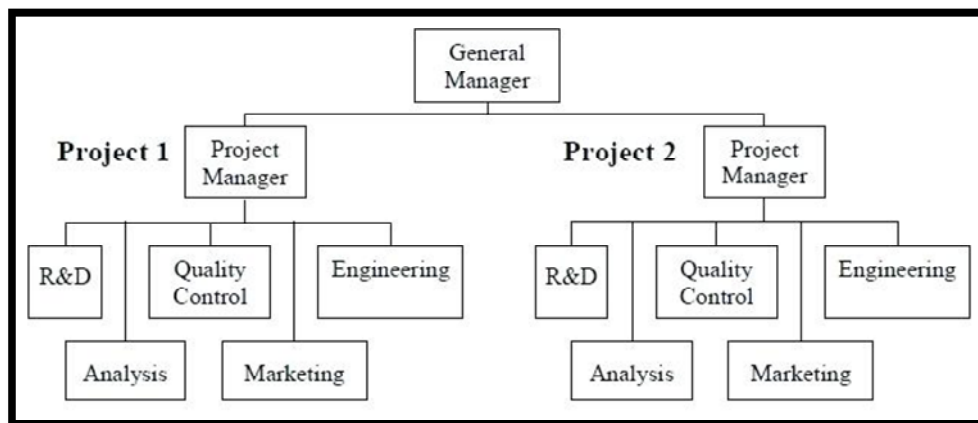 General
Manager
Project 1
Project
Manager
Project 2
Project
Manager
R&D
Quality
Control
Engineering
Analysis
Marketing
R&D
Quality
Control
Engineering
Analysis
Marketing